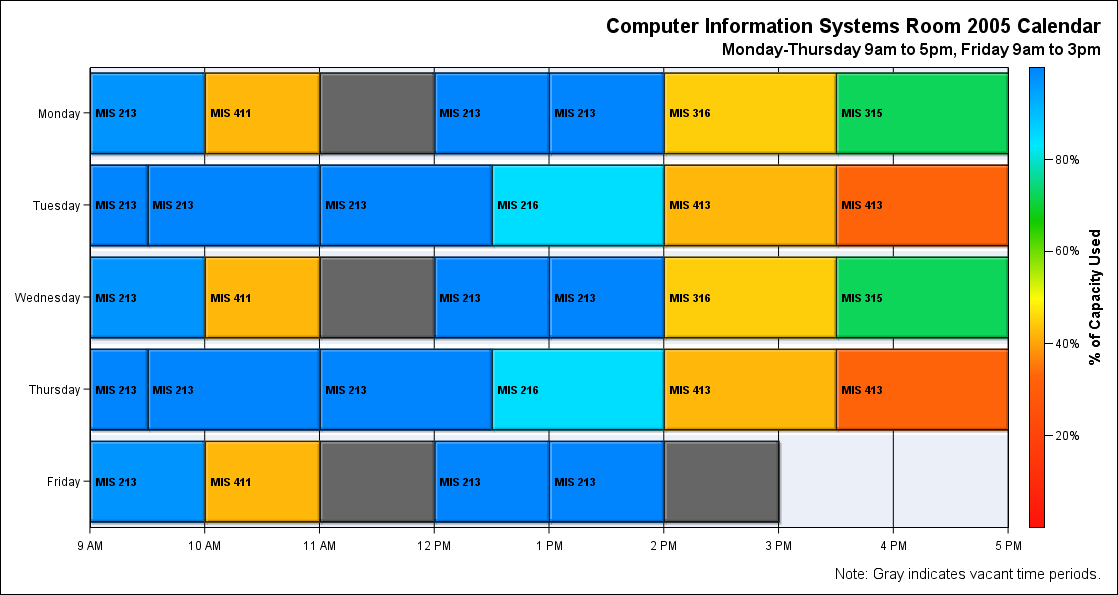 Computer Information Systems Room 2005 Calendar
Monday-Thursday 9am to 5pm, Friday 9am to 3pm
Monday MIS 213 MIS 411 MIS 213 MIS 213 MIS 316 MIS 315
80%
Tuesday MIS 213 MIS 213 MIS 213 MIS 216 MIS 413 MIS 413
60%
Wednesday MIS 213 MIS 411 MIS 213 MIS 213 MIS 316 MIS 315
% of Capacity Used
40%
Thursday MIS 213 MIS 213 MIS 213 MIS 216 MIS 413 MIS 413
20%
Friday MIS 213 MIS 411 MIS 213 MIS 213
9 AM 10 AM 11 AM 12 PM 1 PM 2 PM 3 PM 4 PM 5 PM
Note: Gray indicates vacant time periods.